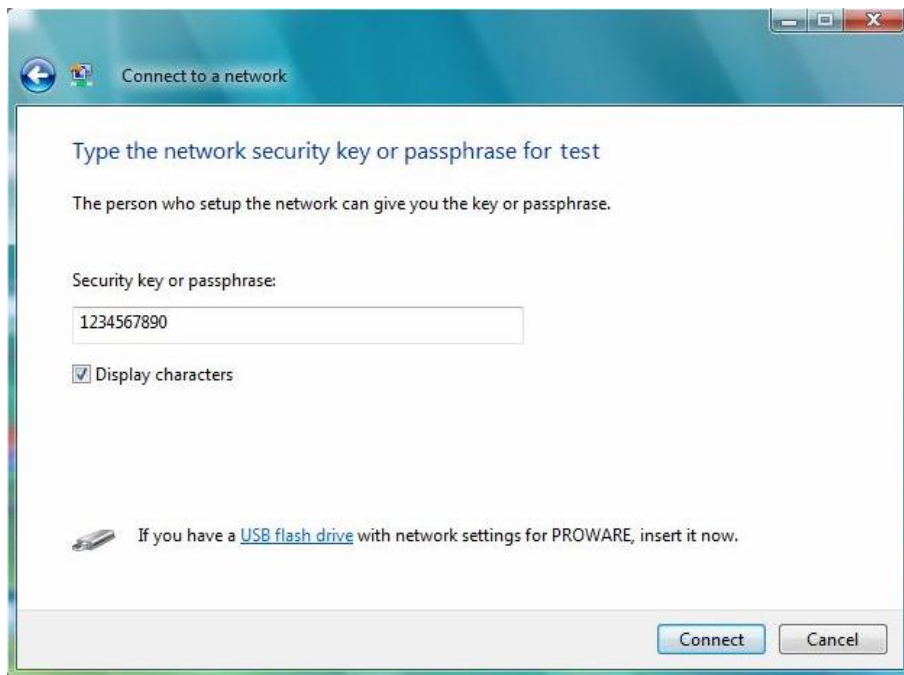 Connect to a network
Type the network security key or passphrase for test
The person who setup the network can give you the key or passphrase.
Security key or passphrase:
1234567890
Display characters
If you have a USB flash drive with network settings for PROWARE, insert it now.
Connect Cancel